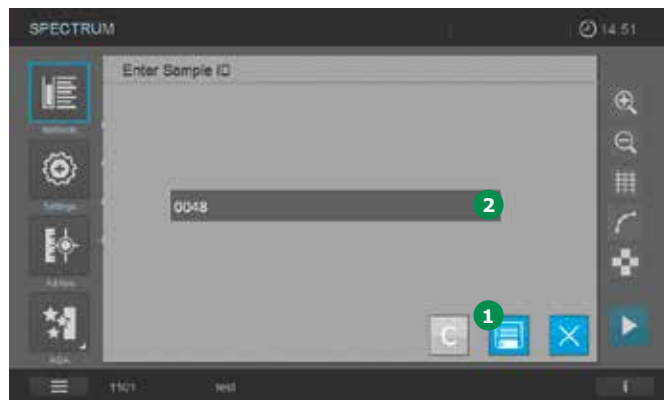 SPECTRUM
14:51
Enter Sample ID
Methods
Settings
0048
2
1
C
1101
test
i